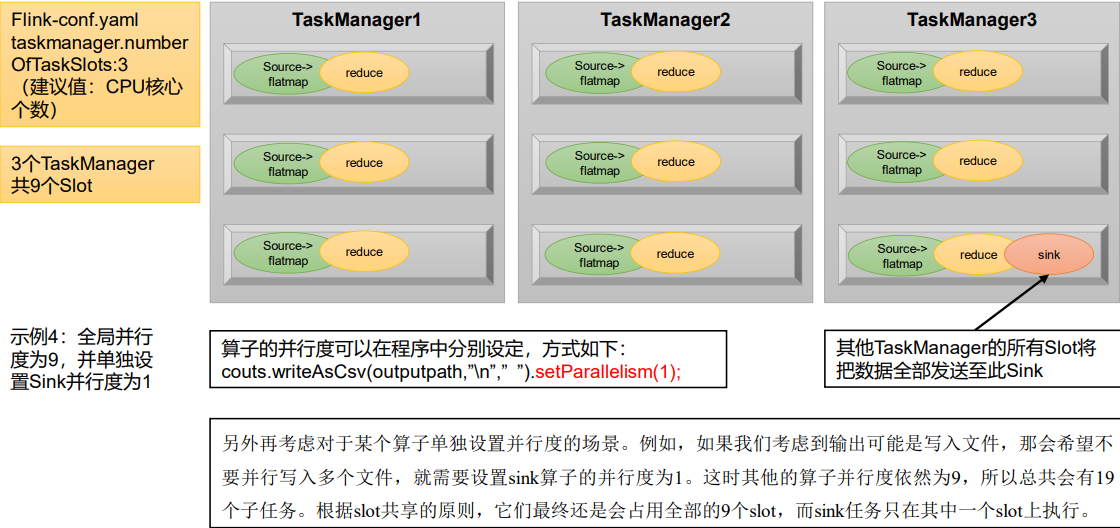 Flink-conf.yaml
taskmanager.number
OfTaskSlots:3
（建议值：CPU核心
个数）
3个TaskManager
共9个Slot
TaskManager1
Source->
flatmap
reduce
Source->
flatmap
reduce
Source->
flatmap
reduce
TaskManager2
Source->
flatmap
reduce
Source->
flatmap
reduce
Source->
flatmap
reduce
TaskManager3
Source->
flatmap
reduce
Source->
flatmap
reduce
Source->
flatmap
reduce
sink
示例4：全局并行
度为9，并单独设
置Sink并行度为1
算子的并行度可以在程序中分别设定，方式如下：
couts.writeAsCsv(outputpath,”\n”,” ”).setParallelism(1);
其他TaskManager的所有Slot将
把数据全部发送至此Sink
另外再考虑对于某个算子单独设置并行度的场景。例如，如果我们考虑到输出可能是写入文件，那会希望不
要并行写入多个文件，就需要设置sink算子的并行度为1。这时其他的算子并行度依然为9，所以总共会有19
个子任务。根据slot共享的原则，它们最终还是会占用全部的9个slot，而sink任务只在其中一个slot上执行。